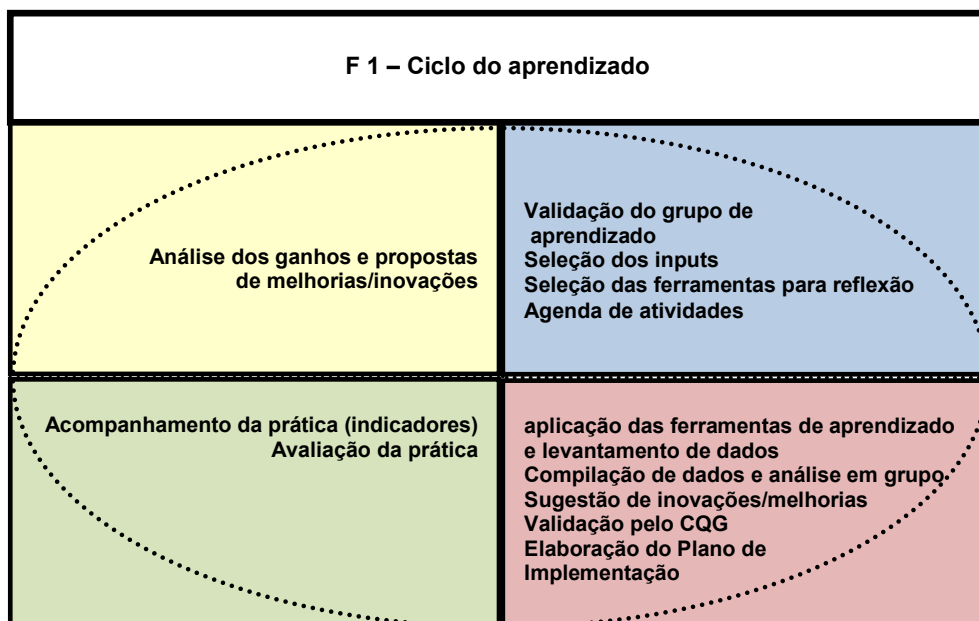 F 1 – Ciclo do aprendizado
Análise dos ganhos e propostas
de melhorias/inovações
Validação do grupo de
aprendizado
Seleção dos inputs
Seleção das ferramentas para reflexão
Agenda de atividades
Acompanhamento da prática (indicadores)
Avaliação da prática
aplicação das ferramentas de aprendizado
e levantamento de dados
Compilação de dados e análise em grupo
Sugestão de inovações/melhorias
Validação pelo CQG
Elaboração do Plano de
Implementação